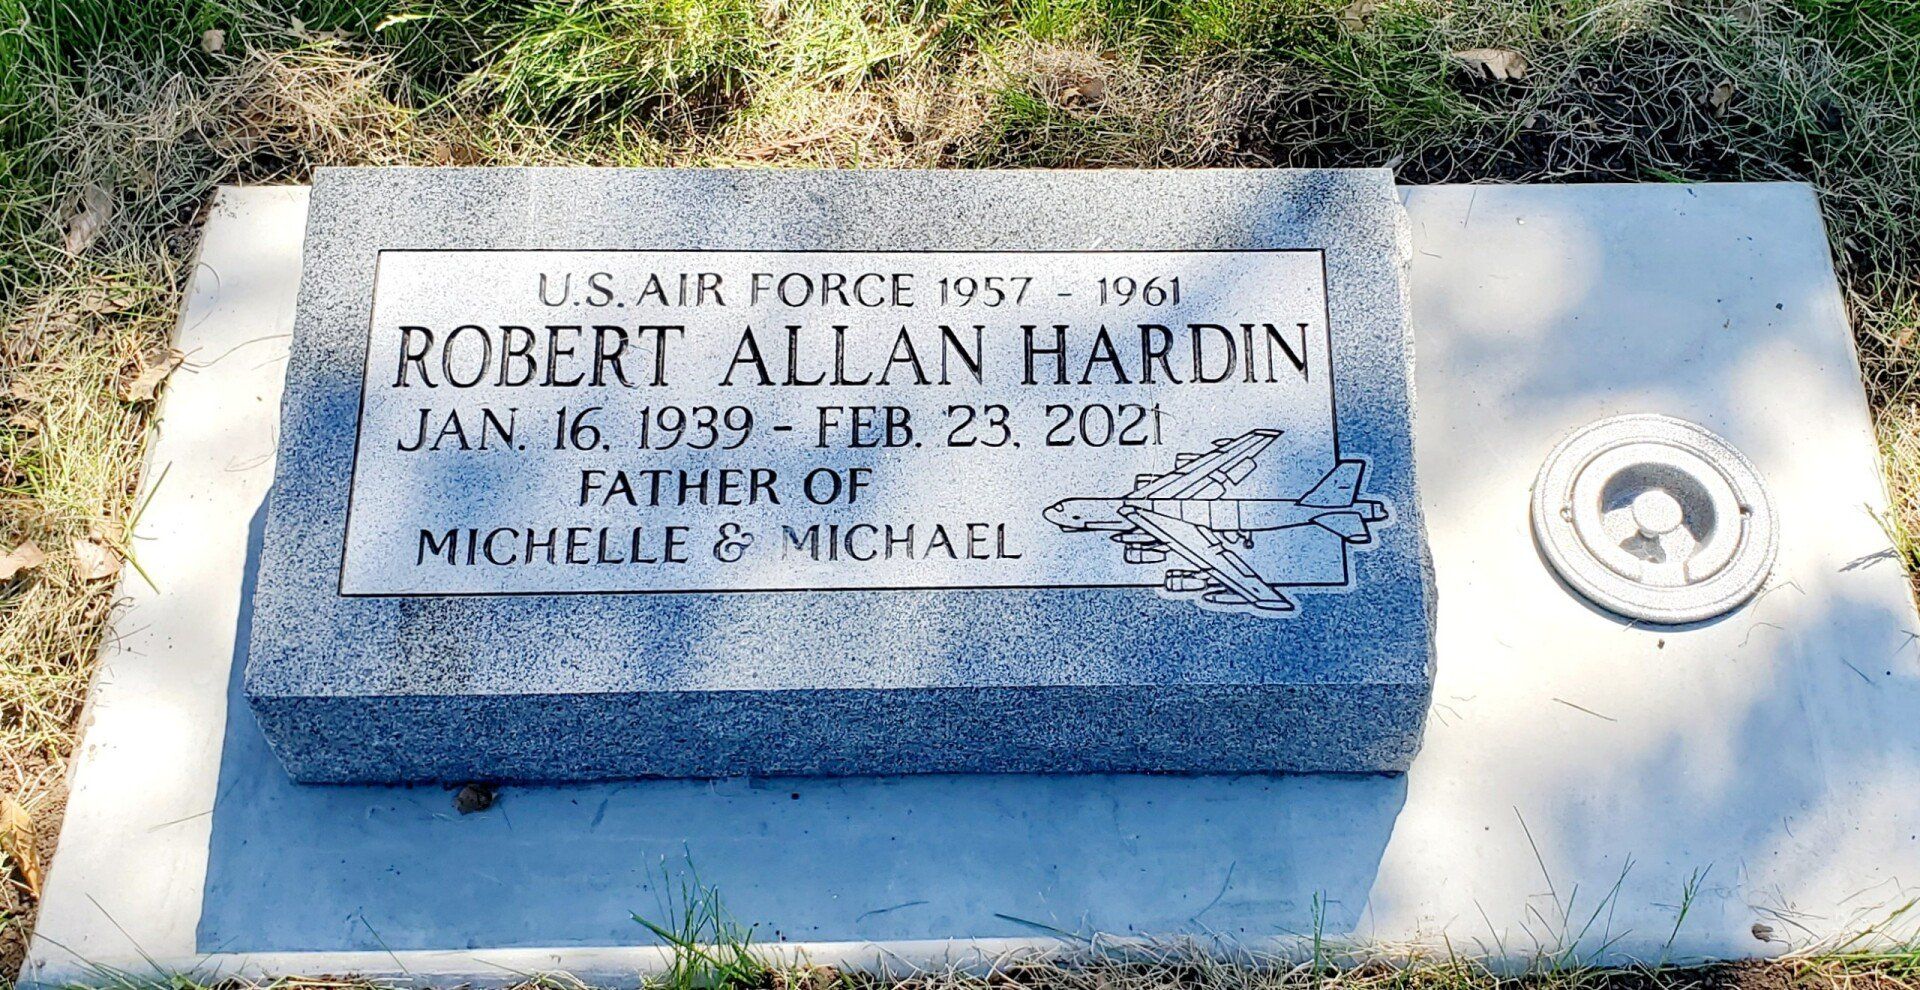 U.S. AIR FORCE 1957 - 1961
ROBERT ALLAN HARDIN
JAN. 16, 1939 - FEB. 23, 2021
FATHER OF
MICHELLE & MICHAEL